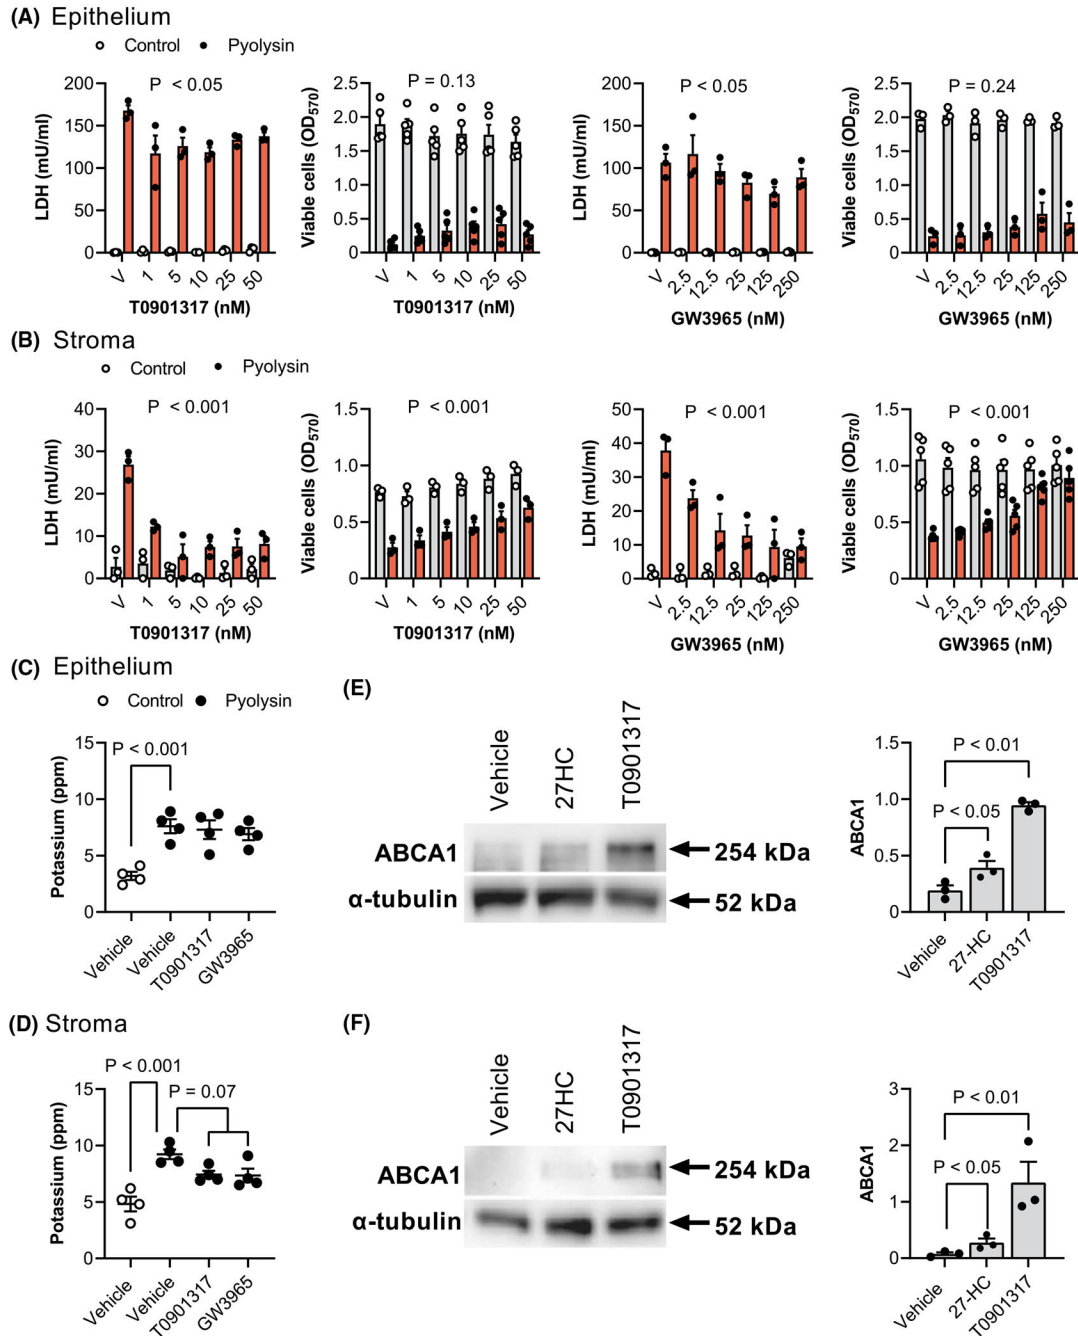 (A) Epithelium
Control Pyolysin
P < 0.05
LDH (mU/ml)
200
150
100
50
0
V 1 5 10 25 50
T0901317 (nM)
P = 0.13
Viable cells (OD570)
2.5
2.0
1.5
1.0
0.5
0
V 1 5 10 25 50
T0901317 (nM)
P < 0.05
LDH (mU/ml)
200
150
100
50
0
V 2.5 12.5 25 125 250
GW3965 (nM)
P = 0.24
Viable cells (OD570)
2.5
2.0
1.5
1.0
0.5
0
V 2.5 12.5 25 125 250
GW3965 (nM)
(B) Stroma
Control Pyolysin
P < 0.001
LDH (mU/ml)
40
30
20
10
0
V 1 5 10 25 50
T0901317 (nM)
P < 0.001
Viable cells (OD570)
1.5
1.0
0.5
0
V 1 5 10 25 50
T0901317 (nM)
P < 0.001
LDH (mU/ml)
50
40
30
20
10
0
V 2.5 12.5 25 125 250
GW3965 (nM)
P < 0.001
Viable cells (OD570)
1.5
1.0
0.5
0
V 2.5 12.5 25 125 250
GW3965 (nM)
(C) Epithelium
Control Pyolysin
P < 0.001
Potassium (ppm)
15
10
5
0
Vehicle Vehicle T0901317 GW3965
(E)
Vehicle 27HC T0901317
ABCA1 254 kDa
α-tubulin 52 kDa
P < 0.01
P < 0.05
ABCA1
1.5
1.0
0.5
0
Vehicle 27-HC T0901317
(D) Stroma
P < 0.001
P = 0.07
Potassium (ppm)
15
10
5
0
Vehicle Vehicle T0901317 GW3965
(F)
Vehicle 27HC T0901317
ABCA1 254 kDa
α-tubulin 52 kDa
P < 0.01
P < 0.05
ABCA1
3
2
1
0
Vehicle 27-HC T0901317